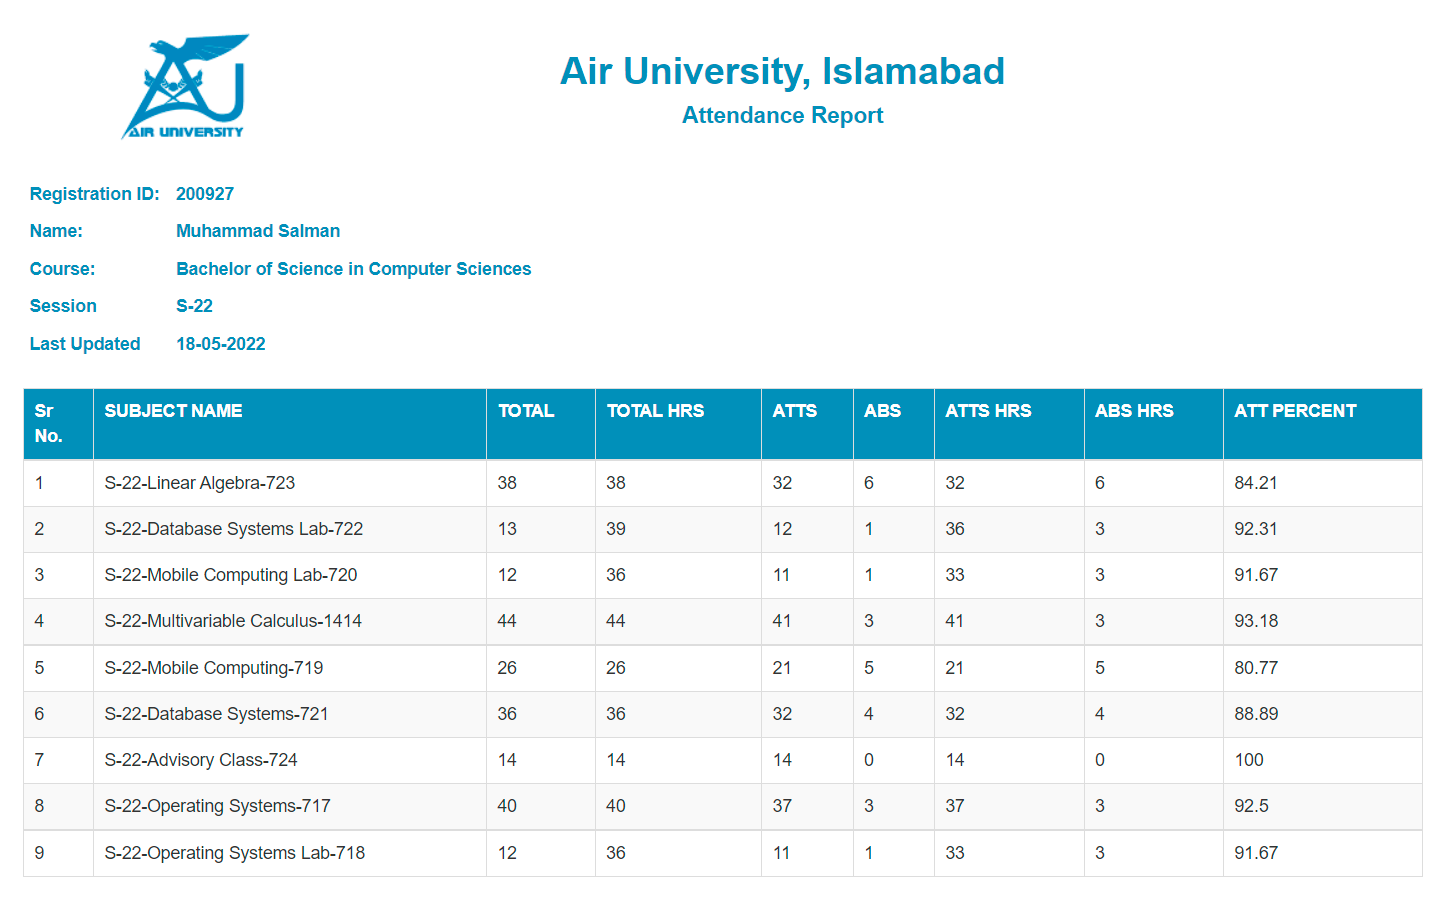 AIR UNIVERSITY
Air University, Islamabad
Attendance Report
Registration ID: 200927
Name: Muhammad Salman
Course: Bachelor of Science in Computer Sciences
Session S-22
Last Updated 18-05-2022
Sr No. SUBJECT NAME TOTAL TOTAL HRS ATTS ABS ATTS HRS ABS HRS ATT PERCENT
1 S-22-Linear Algebra-723 38 38 32 6 32 6 84.21
2 S-22-Database Systems Lab-722 13 39 12 1 36 3 92.31
3 S-22-Mobile Computing Lab-720 12 36 11 1 33 3 91.67
4 S-22-Multivariable Calculus-1414 44 44 41 3 41 3 93.18
5 S-22-Mobile Computing-719 26 26 21 5 21 5 80.77
6 S-22-Database Systems-721 36 36 32 4 32 4 88.89
7 S-22-Advisory Class-724 14 14 14 0 14 0 100
8 S-22-Operating Systems-717 40 40 37 3 37 3 92.5
9 S-22-Operating Systems Lab-718 12 36 11 1 33 3 91.67